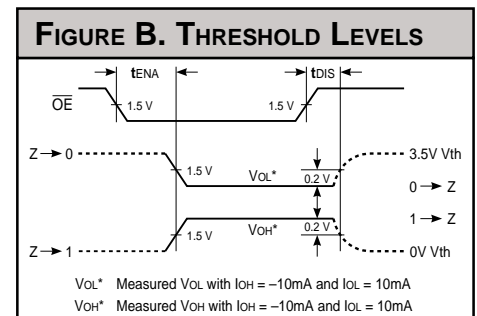 FIGURE B. THRESHOLD LEVELS
tENA tDIS
OE 1.5 V 1.5 V
Z 0 3.5V Vth
1.5 V VOL* 0.2 V
0 Z
1 Z
1.5 V VOH* 0.2 V
Z 1 0V Vth
VOL* Measured VOL with IOH = –10mA and IOL = 10mA
VOH* Measured VOH with IOH = –10mA and IOL = 10mA